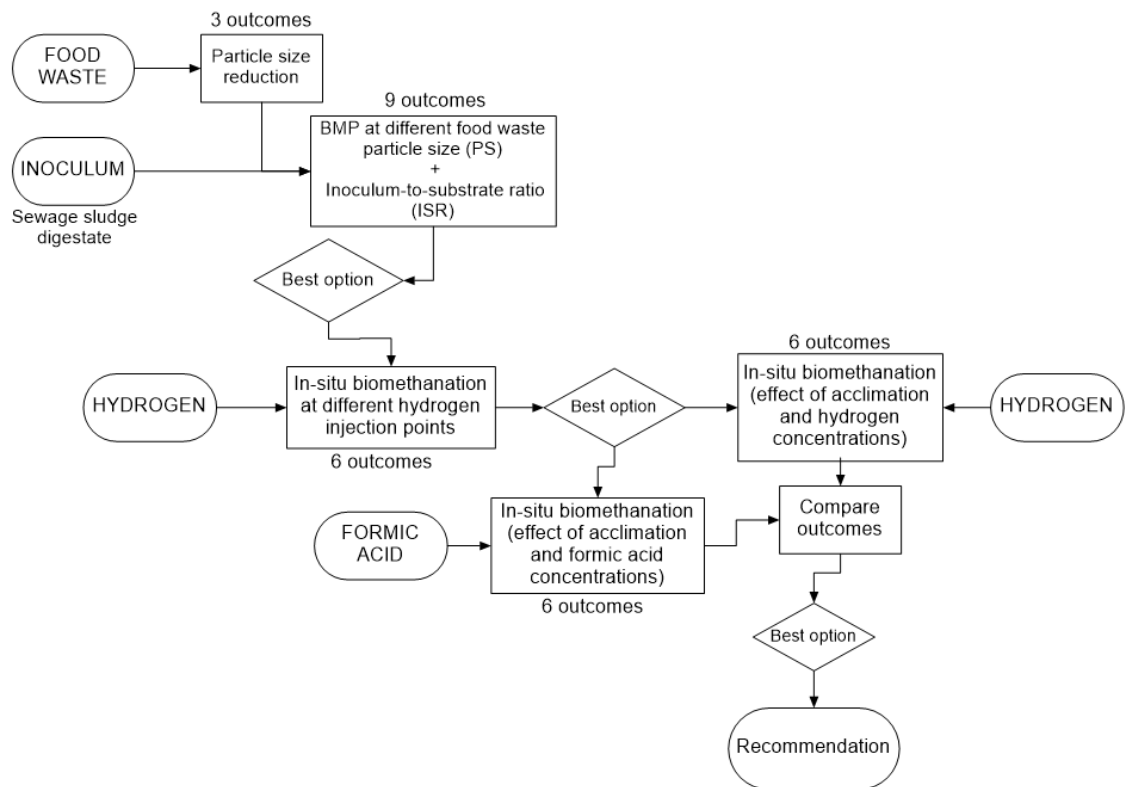 3 outcomes
FOOD
WASTE
Particle size
reduction
9 outcomes
BMP at different food waste
particle size (PS)
+
Inoculum-to-substrate ratio
(ISR)
INOCULUM
Sewage sludge
digestate
Best option
HYDROGEN
In-situ biomethanation
at different hydrogen
injection points
6 outcomes
Best option
6 outcomes
In-situ biomethanation
(effect of acclimation
and hydrogen
concentrations)
HYDROGEN
FORMIC
ACID
In-situ biomethanation
(effect of acclimation
and formic acid
concentrations)
6 outcomes
Compare
outcomes
Best option
Recommendation